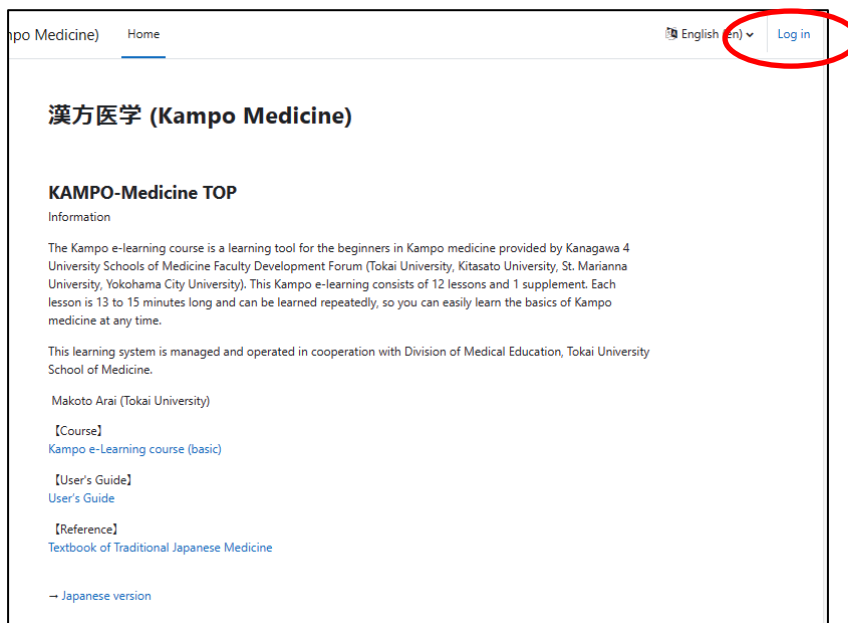 Medicine) Home English (en) Log in
漢方医学 (Kampo Medicine)
KAMPO-Medicine TOP
Information
The Kampo e-learning course is a learning tool for the beginners in Kampo medicine provided by Kanagawa 4
University Schools of Medicine Faculty Development Forum (Tokai University, Kitasato University, St. Marianna
University, Yokohama City University). This Kampo e-learning consists of 12 lessons and 1 supplement. Each
lesson is 13 to 15 minutes long and can be learned repeatedly, so you can easily learn the basics of Kampo
medicine at any time.
This learning system is managed and operated in cooperation with Division of Medical Education, Tokai University
School of Medicine.
Makoto Arai (Tokai University)
【Course】
Kampo e-Learning course (basic)
【User's Guide】
User's Guide
【Reference】
Textbook of Traditional Japanese Medicine
→ Japanese version